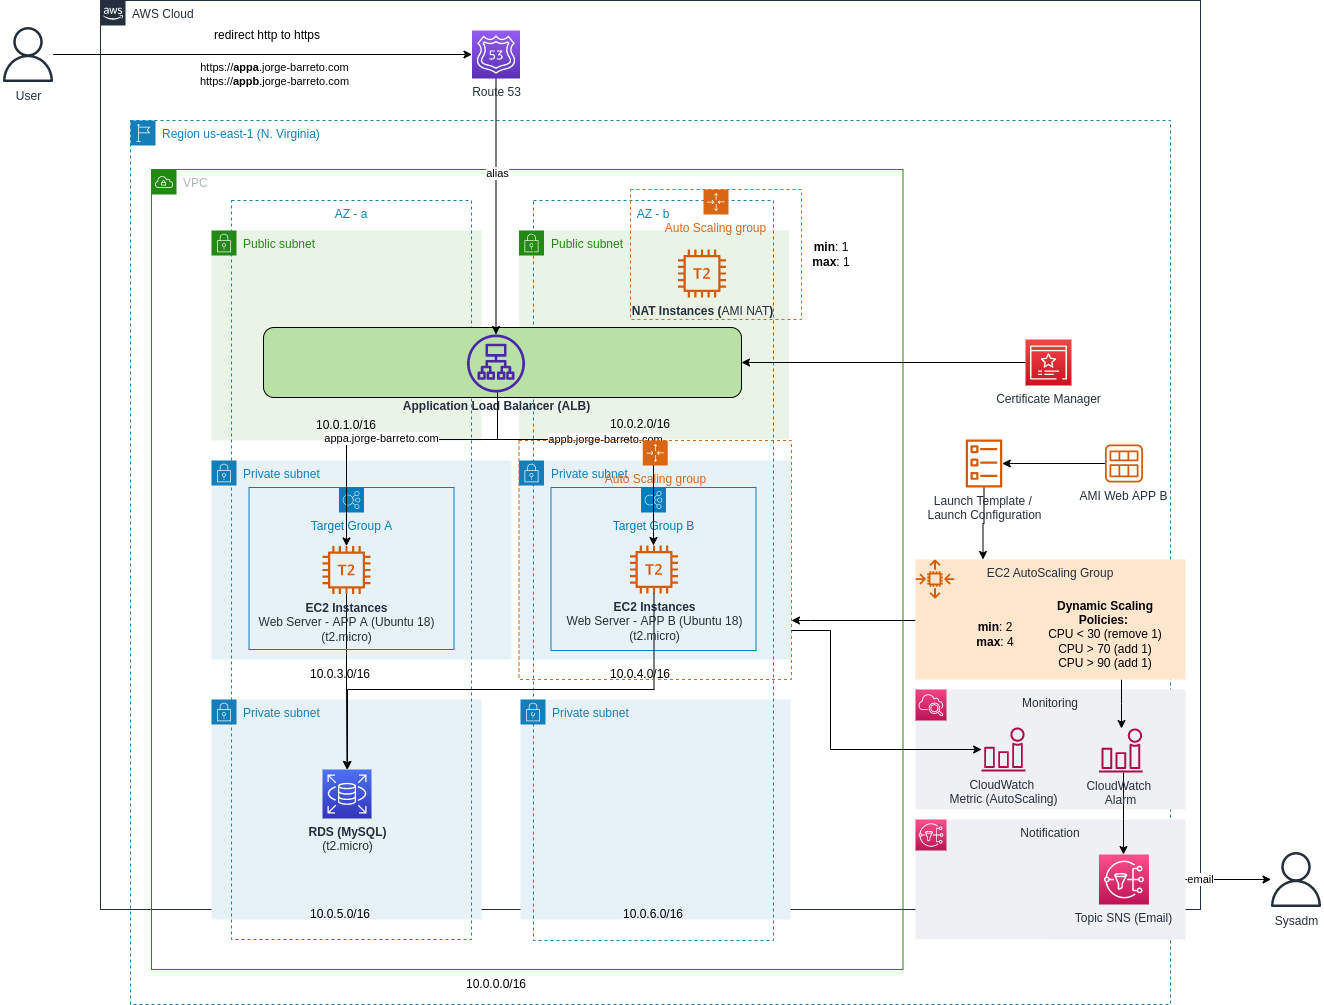 aws
AWS Cloud
redirect http to https
https://appa.jorge-barreto.com
https://appb.jorge-barreto.com
User
53
Route 53
Region us-east-1 (N. Virginia)
alias
VPC
AZ - a
AZ - b
Auto Scaling group
Public subnet
Public subnet
min: 1
max: 1
T2
NAT Instances (AMI NAT)
Application Load Balancer (ALB)
Certificate Manager
10.0.1.0/16
10.0.2.0/16
appa.jorge-barreto.com
appb.jorge-barreto.com
Private subnet
Private subnet
Auto Scaling group
Launch Template /
Launch Configuration
AMI Web APP B
Target Group A
Target Group B
T2
T2
EC2 Instances
Web Server - APP A (Ubuntu 18)
(t2.micro)
EC2 Instances
Web Server - APP B (Ubuntu 18)
(t2.micro)
EC2 AutoScaling Group
min: 2
max: 4
Dynamic Scaling
Policies:
CPU < 30 (remove 1)
CPU > 70 (add 1)
CPU > 90 (add 1)
10.0.3.0/16
10.0.4.0/16
Private subnet
Private subnet
Monitoring
CloudWatch
Metric (AutoScaling)
CloudWatch
Alarm
RDS (MySQL)
(t2.micro)
Notification
Topic SNS (Email)
email
Sysadm
10.0.5.0/16
10.0.6.0/16
10.0.0.0/16